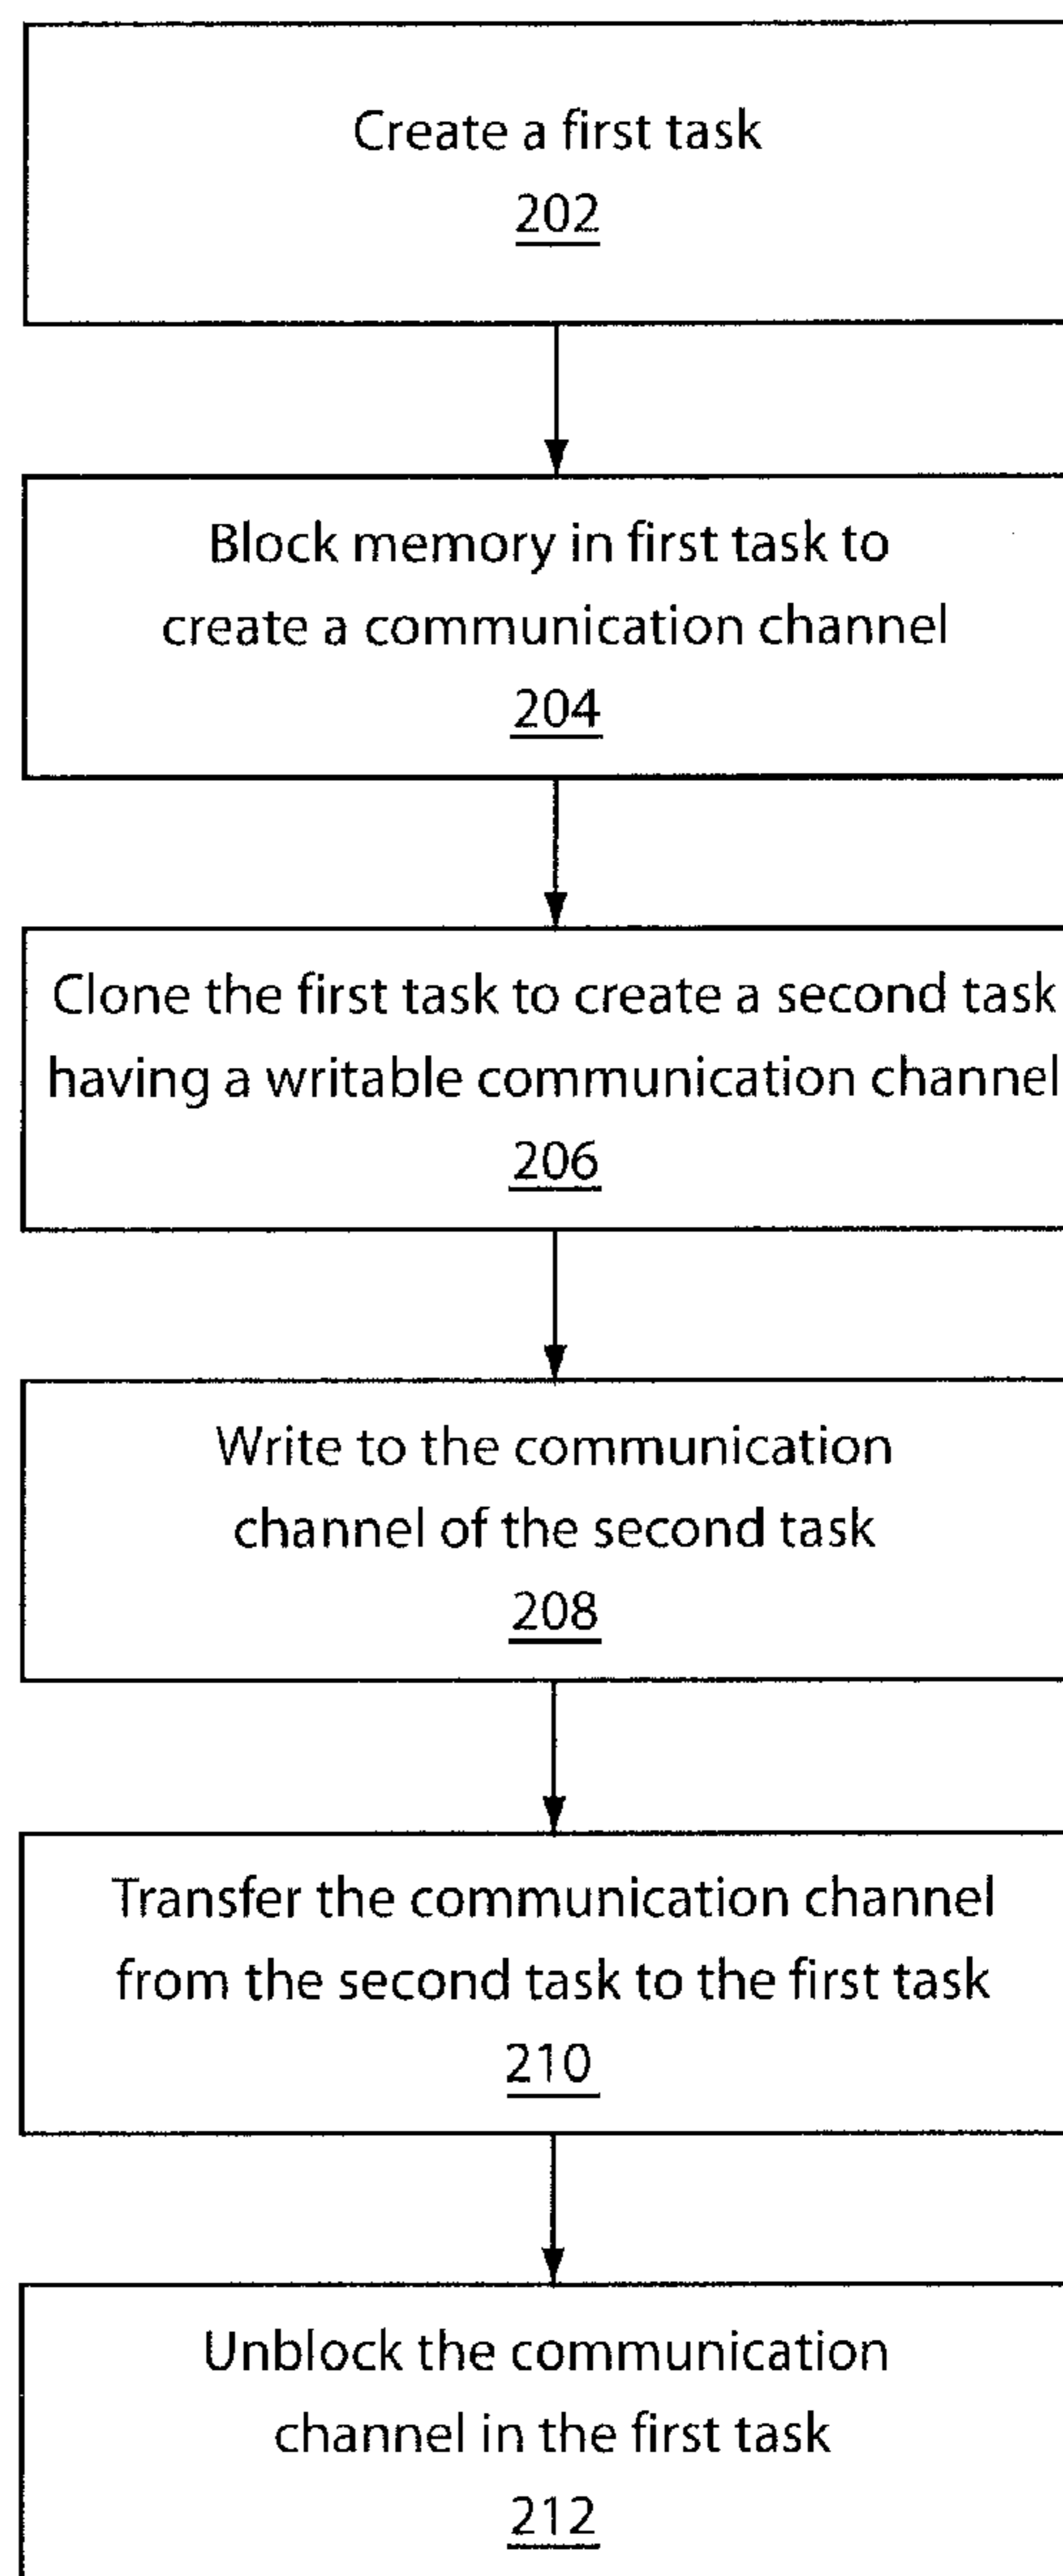 Create a first task
202
Block memory in first task to
create a communication channel
204
Clone the first task to create a second task
having a writable communication channel
206
Write to the communication
channel of the second task
208
Transfer the communication channel
from the second task to the first task
210
Unblock the communication
channel in the first task
212